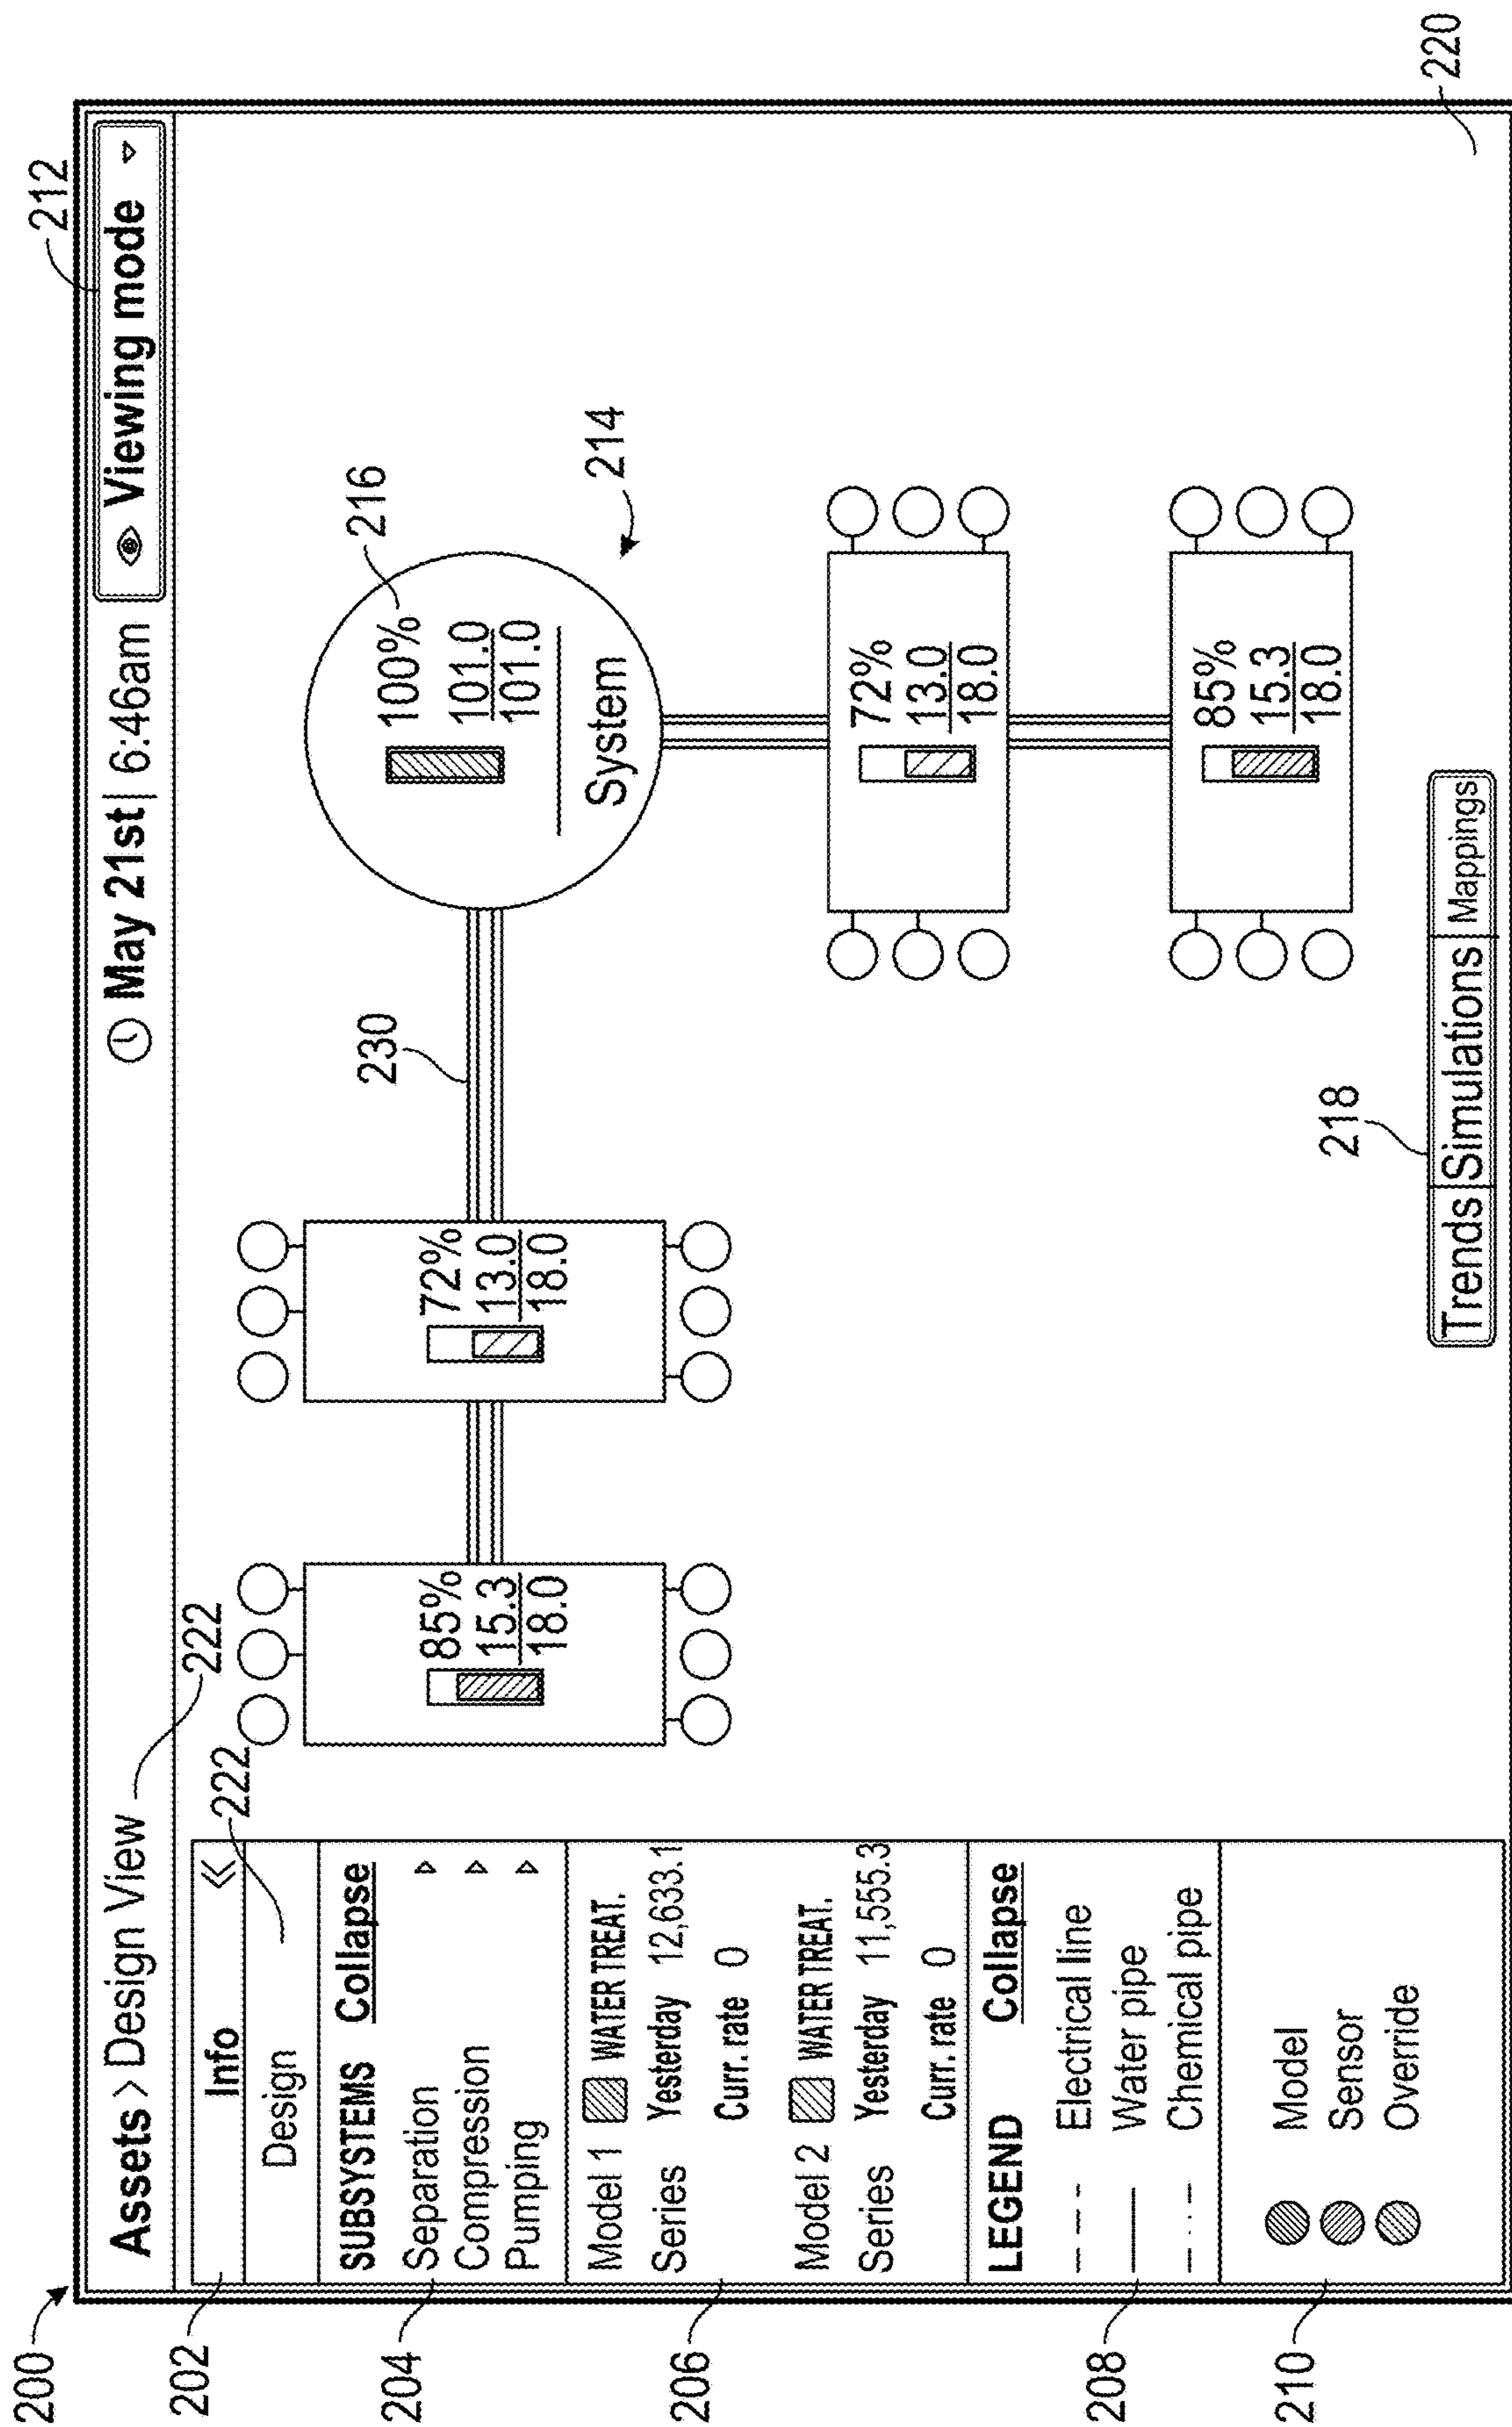 200
212
Assets > Design View
222
May 21st | 6:46am
Viewing mode
202
Info
Design
222
204
SUBSYSTEMS Collapse
Separation
Compression
Pumping
206
Model 1 WATER TREAT.
Series Yesterday 12,633.1
Curr. rate 0
Model 2 WATER TREAT.
Series Yesterday 11,555.3
Curr. rate 0
208
LEGEND Collapse
Electrical line
Water pipe
Chemical pipe
210
Model
Sensor
Override
85%
15.3
18.0
72%
13.0
18.0
230
216
100%
101.0
101.0
System
214
72%
13.0
18.0
85%
15.3
18.0
218
Trends Simulations Mappings
220